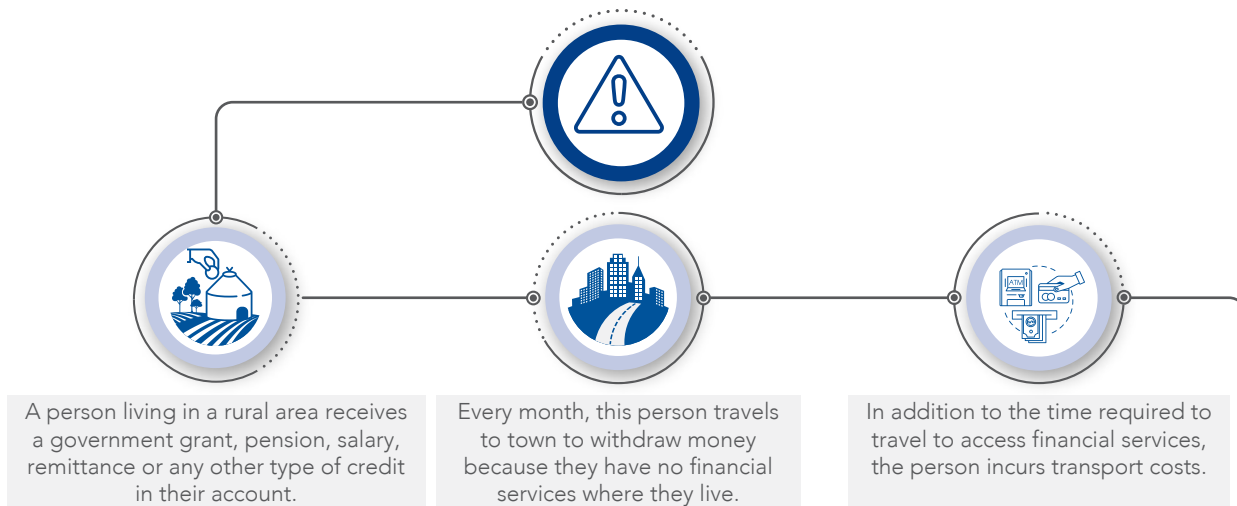 ATM
A person living in a rural area receives
a government grant, pension, salary,
remittance or any other type of credit
in their account.
Every month, this person travels
to town to withdraw money
because they have no financial
services where they live.
In addition to the time required to
travel to access financial services,
the person incurs transport costs.